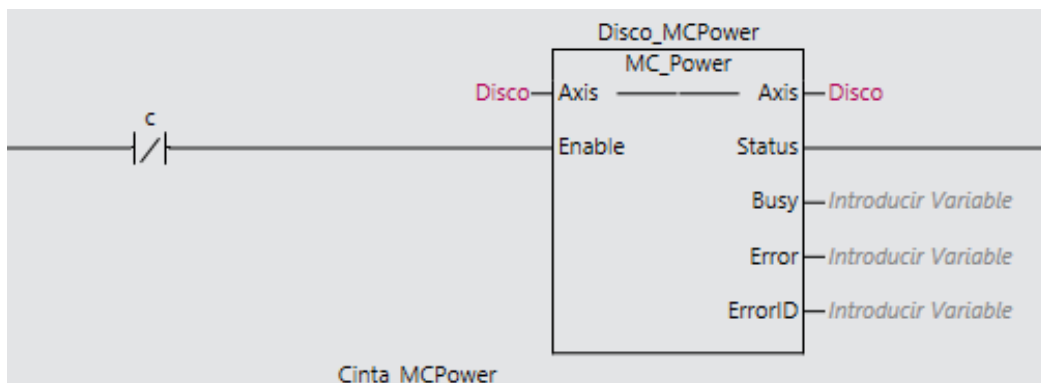 Disco_MCPower
MC_Power
Disco Axis Axis Disco
c
Enable Status
Busy Introducir Variable
Error Introducir Variable
ErrorID Introducir Variable
Cinta_MCPower